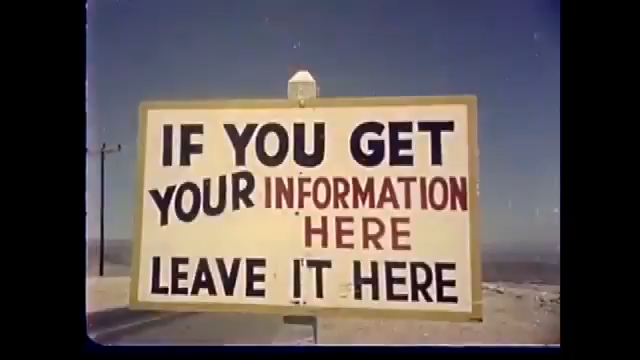 IF YOU GET
YOUR INFORMATION
HERE
LEAVE IT HERE